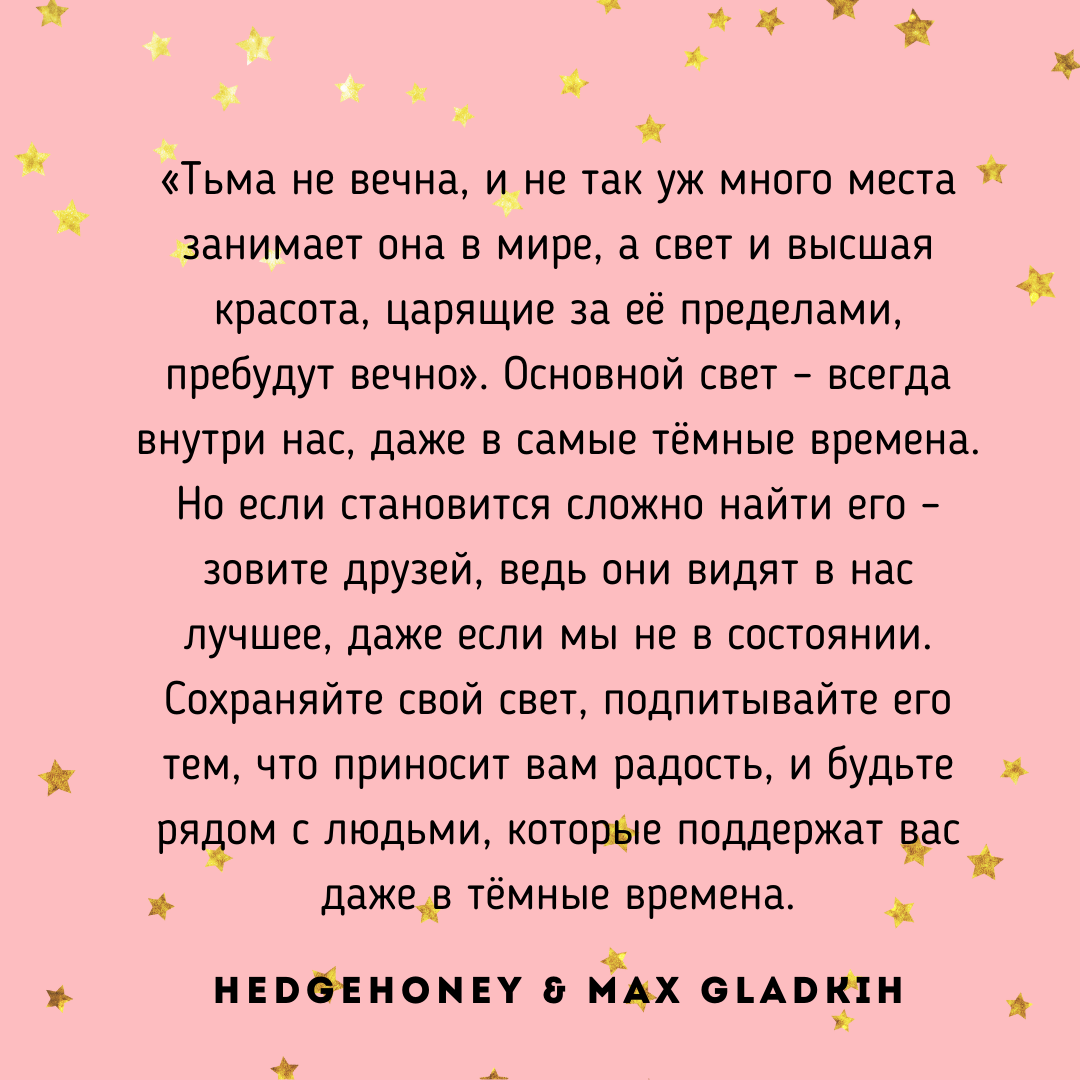 «Тьма не вечна, и не так уж много места
занимает она в мире, а свет и высшая
красота, царящие за её пределами,
пребудут вечно». Основной свет – всегда
внутри нас, даже в самые тёмные времена.
Но если становится сложно найти его –
зовите друзей, ведь они видят в нас
лучшее, даже если мы не в состоянии.
Сохраняйте свой свет, подпитывайте его
тем, что приносит вам радость, и будьте
рядом с людьми, которые поддержат вас
даже в тёмные времена.
HEDGEHONEY & MAX GLADKIH